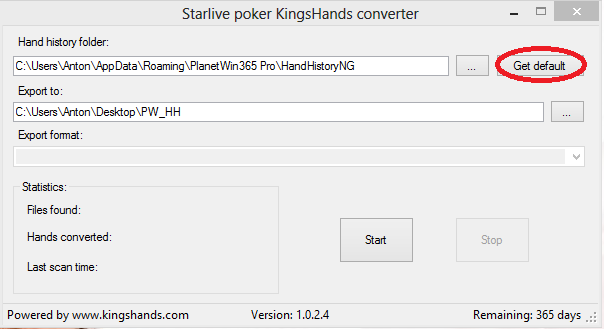 Starlive poker KingsHands converter
Hand history folder:
C:\Users\Anton\AppData\Roaming\PlanetWin365 Pro\HandHistoryNG ... Get default
Export to:
C:\Users\Anton\Desktop\PW_HH ...
Export format:
Statistics:
Files found:
Hands converted:
Last scan time:
Start Stop
Powered by www.kingshands.com Version: 1.0.2.4 Remaining: 365 days